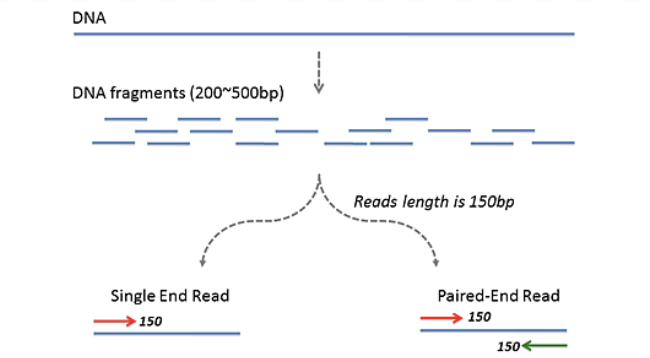 DNA
DNA fragments (200~500bp)
Reads length is 150bp
Single End Read
150
Paired-End Read
150
150